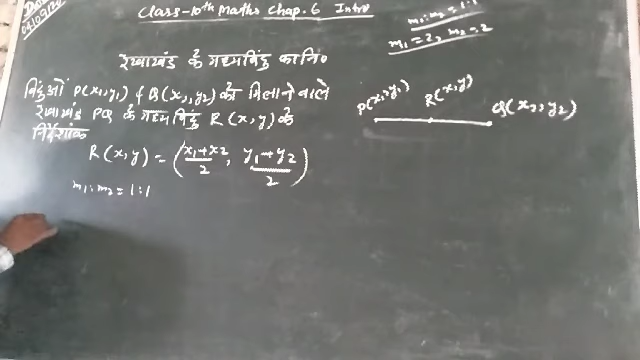 Class-10th Maths Chap. 6 Intro
m₁:m₂ = 1:1
m₁ = 2, m₂ = 2
रेखाखंड के मध्यबिंदु का नि०
बिंदुओं P(x₁,y₁) व Q(x₂,y₂) को मिलाने वाले
रेखाखंड PQ के मध्य बिंदु R(x,y) के
निर्देशांक
P(x₁,y₁) R(x,y) Q(x₂,y₂)
R(x,y) = (x₁+x₂/2, y₁+y₂/2)
m₁:m₂ = 1:1